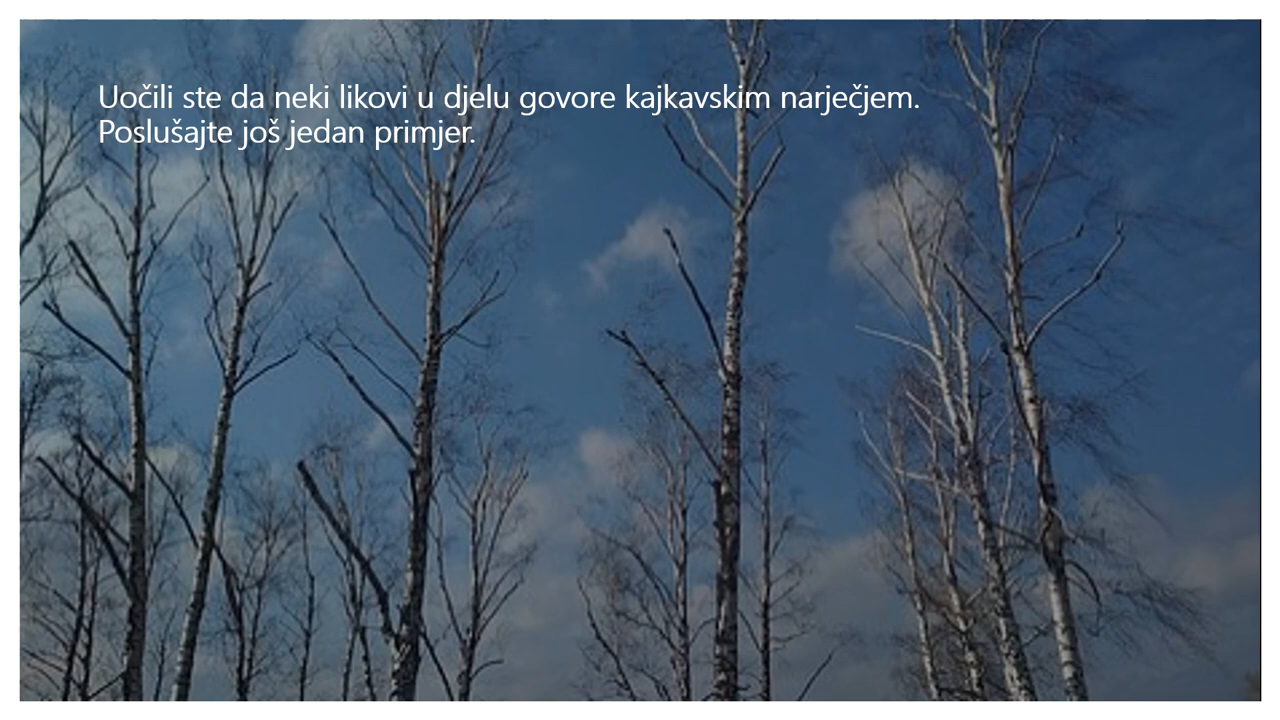 Uočili ste da neki likovi u djelu govore kajkavskim narječjem.
Poslušajte još jedan primjer.